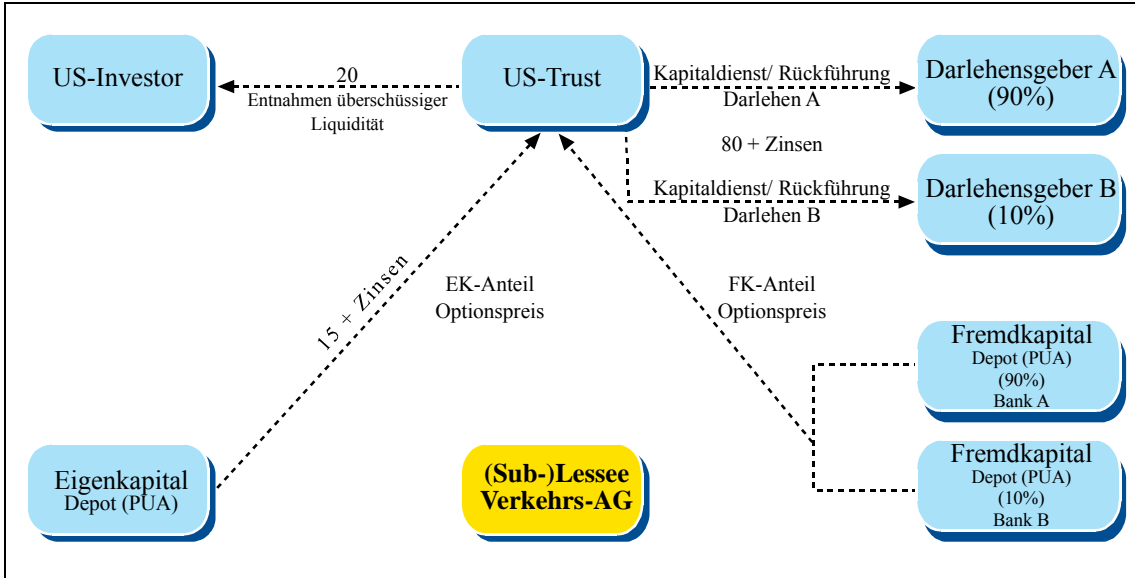 US-Investor
20
Entnahmen überschüssiger
Liquidität
US-Trust
Kapitaldienst/ Rückführung
Darlehen A
80 + Zinsen
Kapitaldienst/ Rückführung
Darlehen B
Darlehensgeber A
(90%)
Darlehensgeber B
(10%)
15 + Zinsen
EK-Anteil
Optionspreis
FK-Anteil
Optionspreis
Fremdkapital
Depot (PUA)
(90%)
Bank A
Eigenkapital
Depot (PUA)
(Sub-)Lessee
Verkehrs-AG
Fremdkapital
Depot (PUA)
(10%)
Bank B